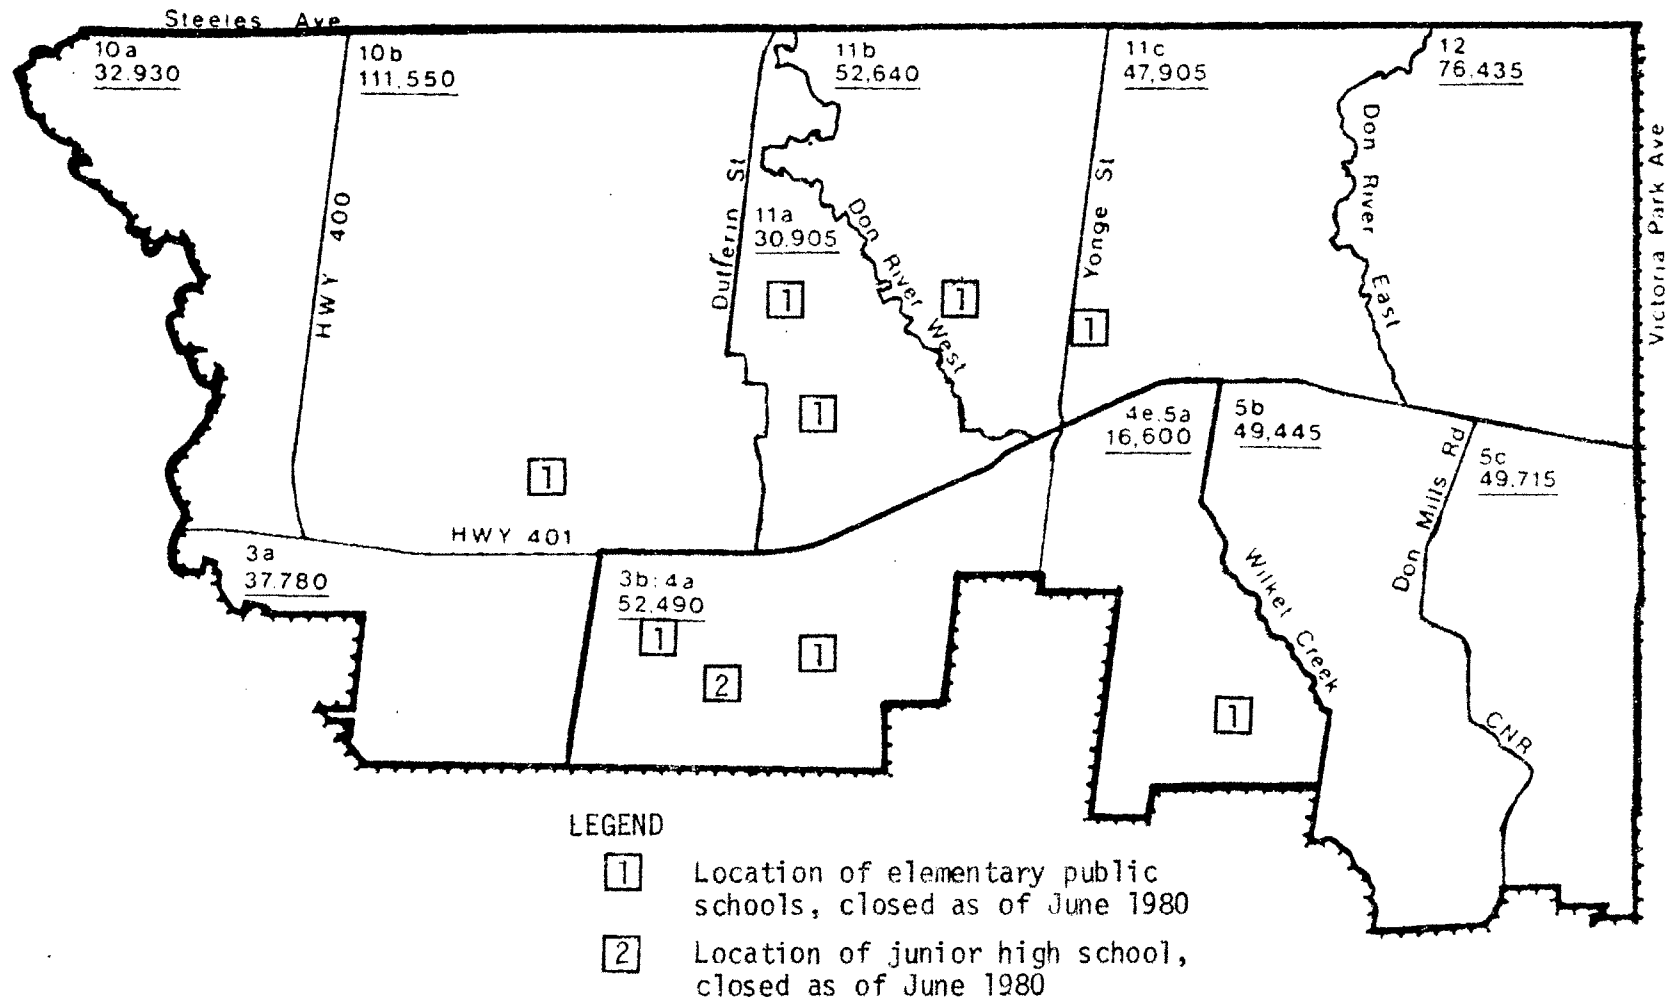 Steeles Ave
10a
32.930
10b
111,550
11b
52,640
11c
47,905
12
76,435
HWY 400
Dufferin St
11a
30.905
Don River West
Yonge St
Don River East
Victoria Park Ave
1
1
1
1
1
HWY 401
4e.5a
16,600
5b
49,445
Don Mills Rd
5c
49,715
3a
37.780
3b:4a
52.490
1
1
2
Wilket Creek
1
CNR
LEGEND
1 Location of elementary public
schools, closed as of June 1980
2 Location of junior high school,
closed as of June 1980